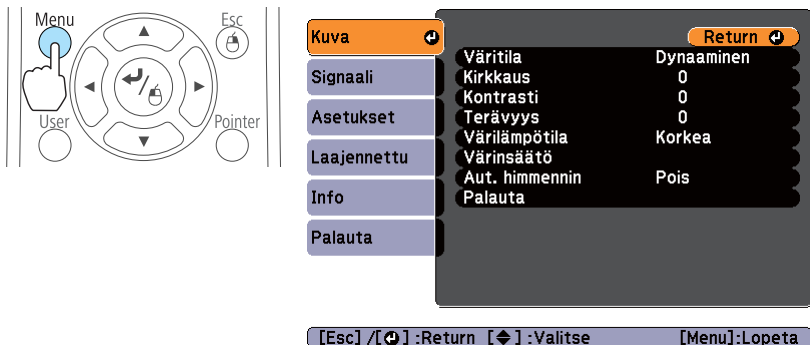 Menu
Esc
User
Pointer
Kuva
Signaali
Asetukset
Laajennettu
Info
Palauta
Return
Väritila Dynaaminen
Kirkkaus 0
Kontrasti 0
Terävyys 0
Värilämpötila Korkea
Värinsäätö
Aut. himmennin Pois
Palauta
[Esc] /[⏎] :Return [◆] :Valitse [Menu]:Lopeta